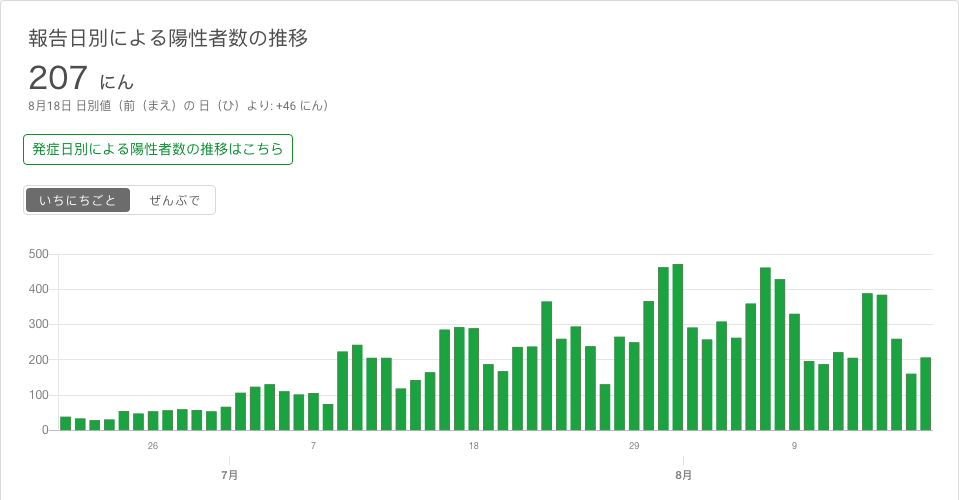 報告日別による陽性者数の推移
207 にん
8月18日 日別値（前（まえ）の 日（ひ）より: +46 にん）
発症日別による陽性者数の推移はこちら
いちにちごと ぜんぶで
500
400
300
200
100
0
26 7 18 29 9
7月 8月